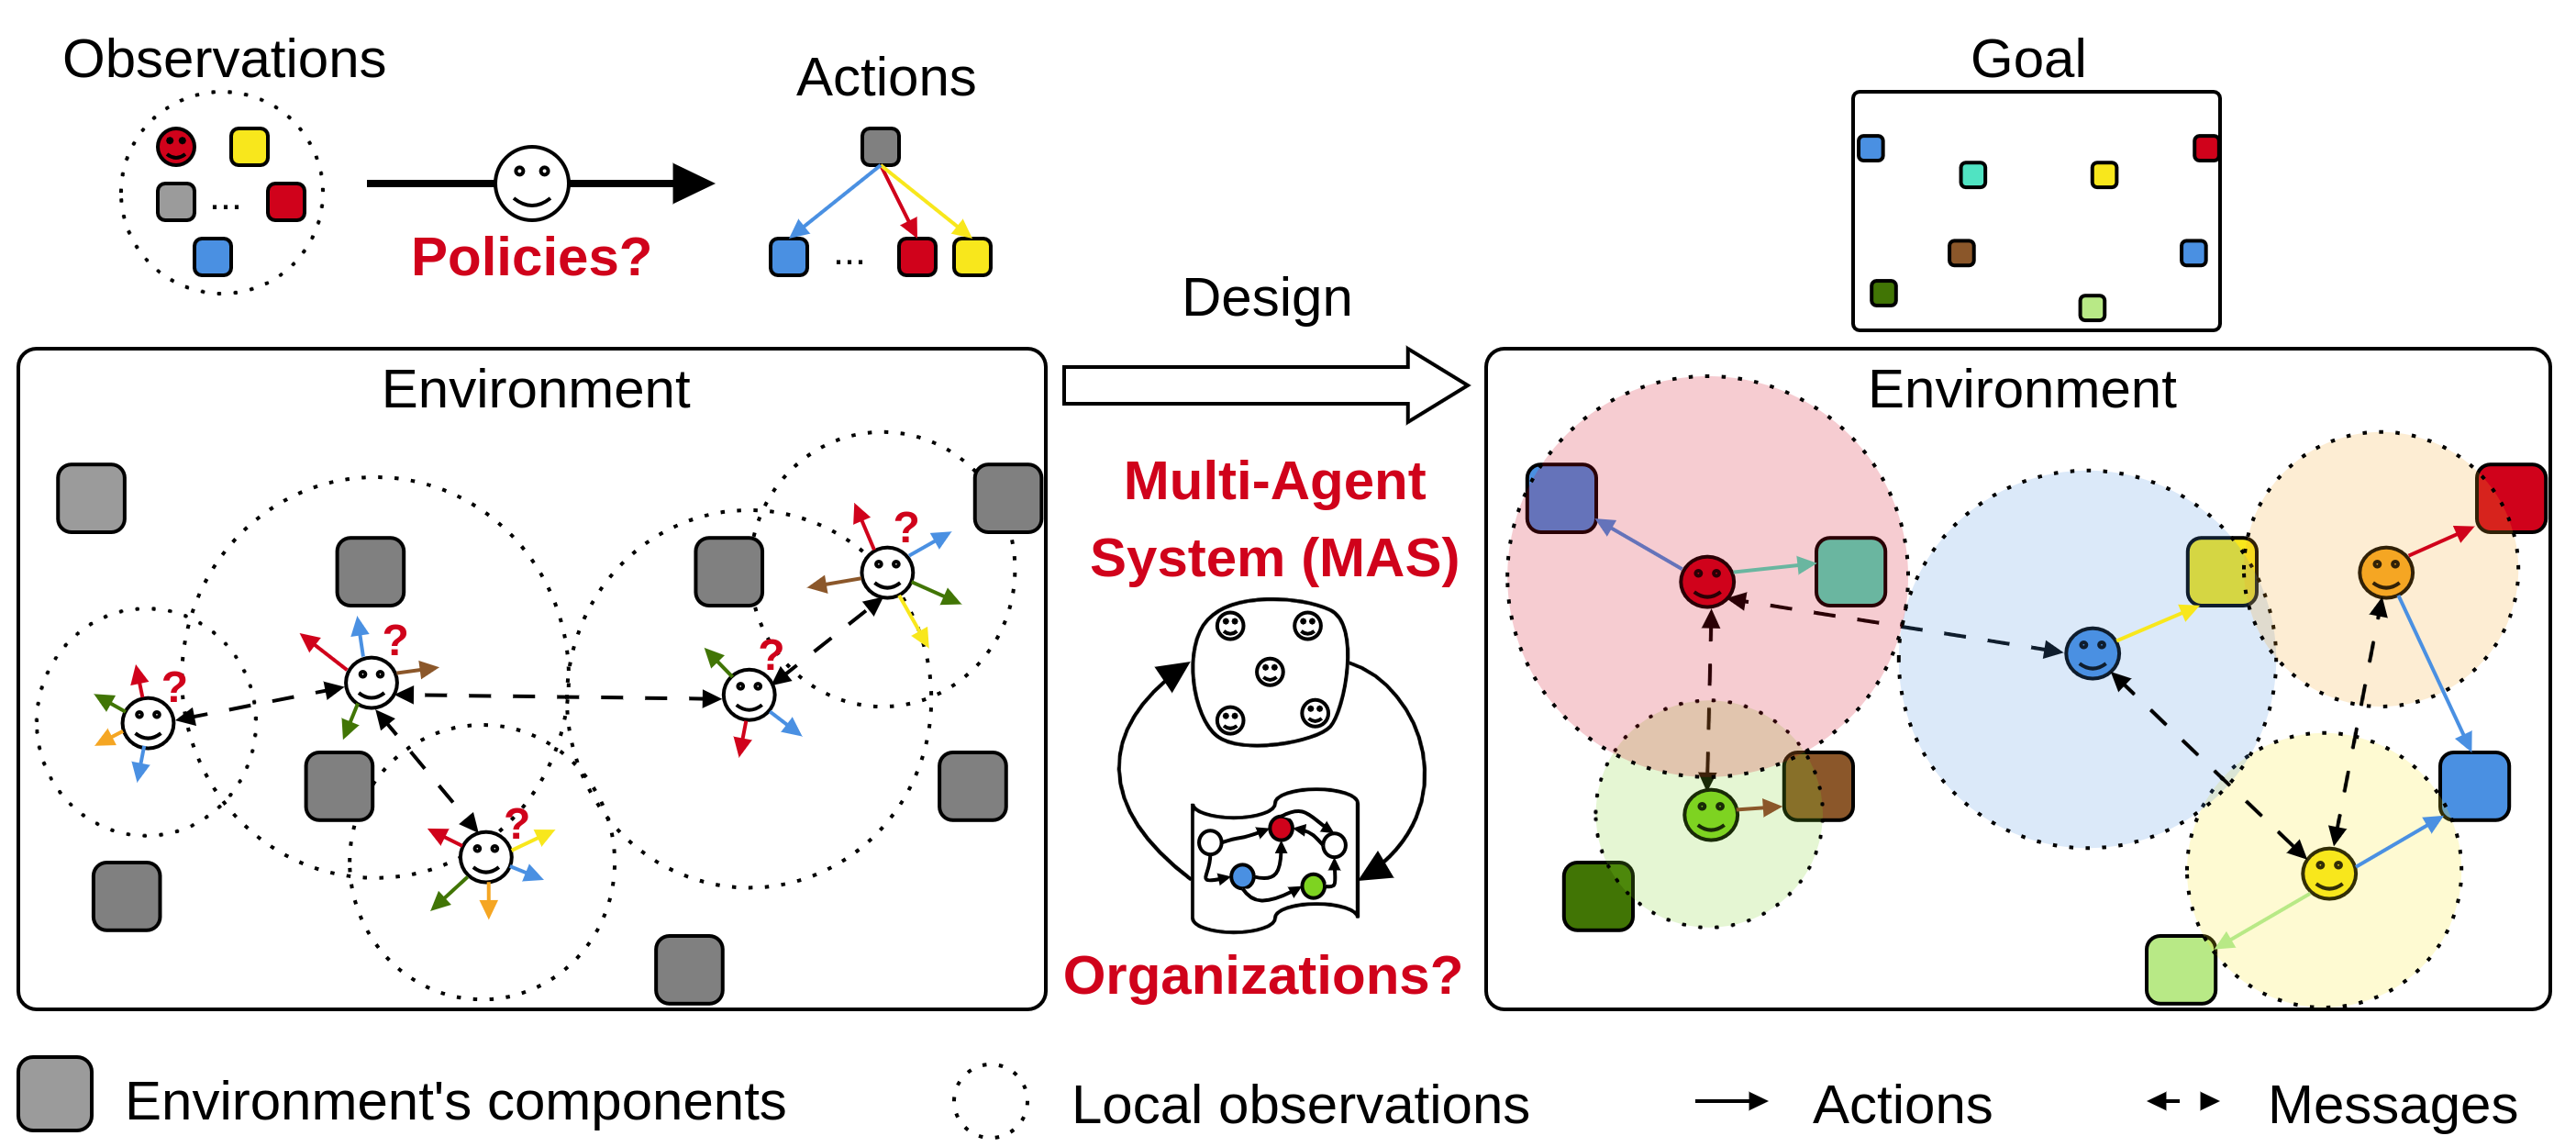 Observations
Actions
Goal
...
...
Policies?
Design
Environment
Environment
Multi-Agent
System (MAS)
?
?
?
?
?
Organizations?
Environment's components
Local observations
Actions
Messages